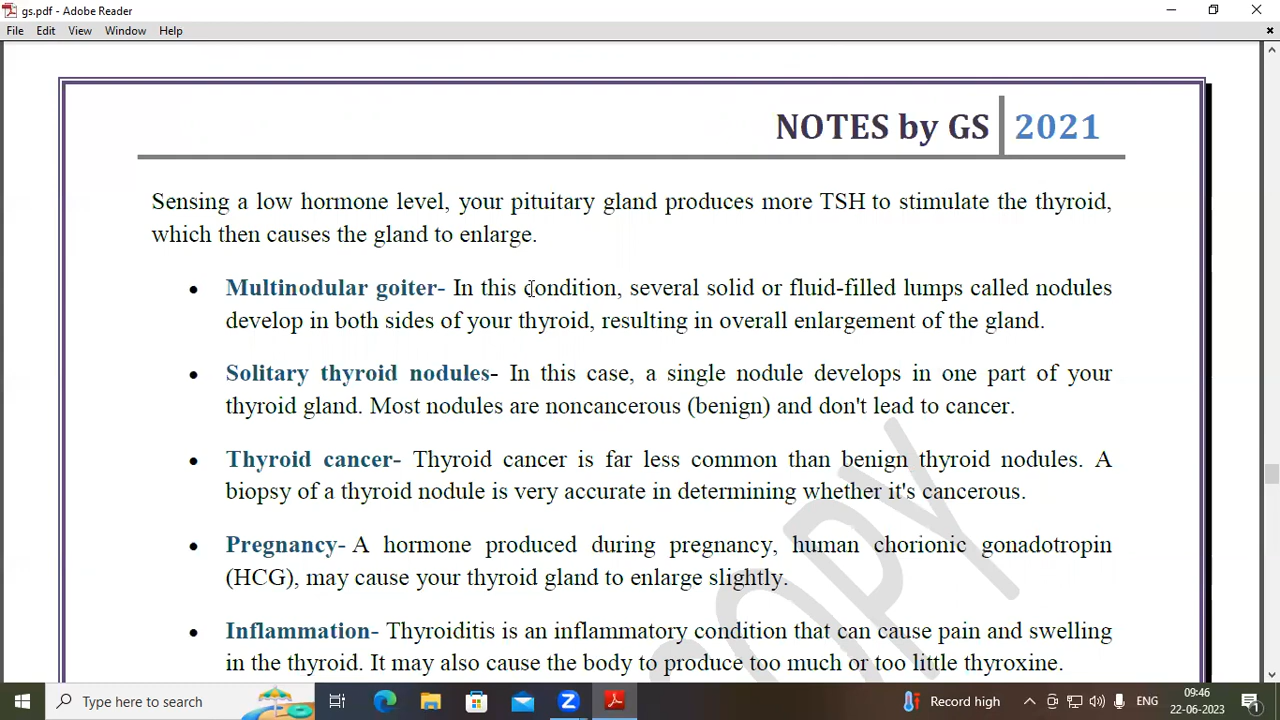 gs.pdf - Adobe Reader
File Edit View Window Help
NOTES by GS 2021
Sensing a low hormone level, your pituitary gland produces more TSH to stimulate the thyroid,
which then causes the gland to enlarge.
• Multinodular goiter- In this condition, several solid or fluid-filled lumps called nodules
develop in both sides of your thyroid, resulting in overall enlargement of the gland.
• Solitary thyroid nodules- In this case, a single nodule develops in one part of your
thyroid gland. Most nodules are noncancerous (benign) and don't lead to cancer.
• Thyroid cancer- Thyroid cancer is far less common than benign thyroid nodules. A
biopsy of a thyroid nodule is very accurate in determining whether it's cancerous.
• Pregnancy- A hormone produced during pregnancy, human chorionic gonadotropin
(HCG), may cause your thyroid gland to enlarge slightly.
• Inflammation- Thyroiditis is an inflammatory condition that can cause pain and swelling
in the thyroid. It may also cause the body to produce too much or too little thyroxine.
COPY
Type here to search
Record high
ENG
09:46
22-06-2023
1